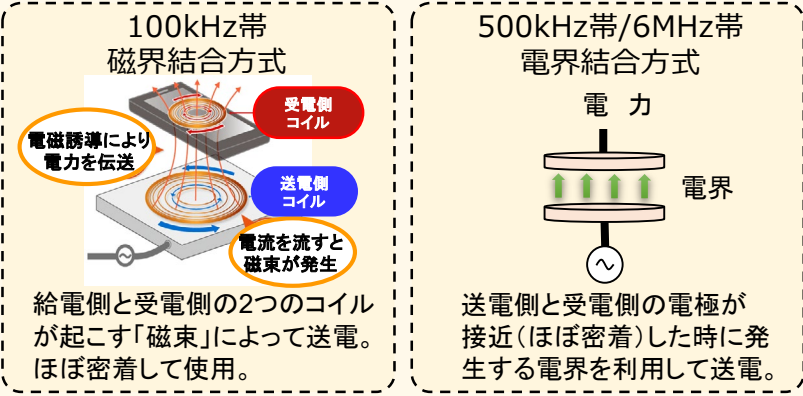 100kHz帯
磁界結合方式
受電側
コイル
電磁誘導により
電力を伝送
送電側
コイル
電流を流すと
磁束が発生
給電側と受電側の2つのコイル
が起こす「磁束」によって送電。
ほぼ密着して使用。
500kHz帯/6MHz帯
電界結合方式
電 力
電界
送電側と受電側の電極が
接近(ほぼ密着)した時に発
生する電界を利用して送電。